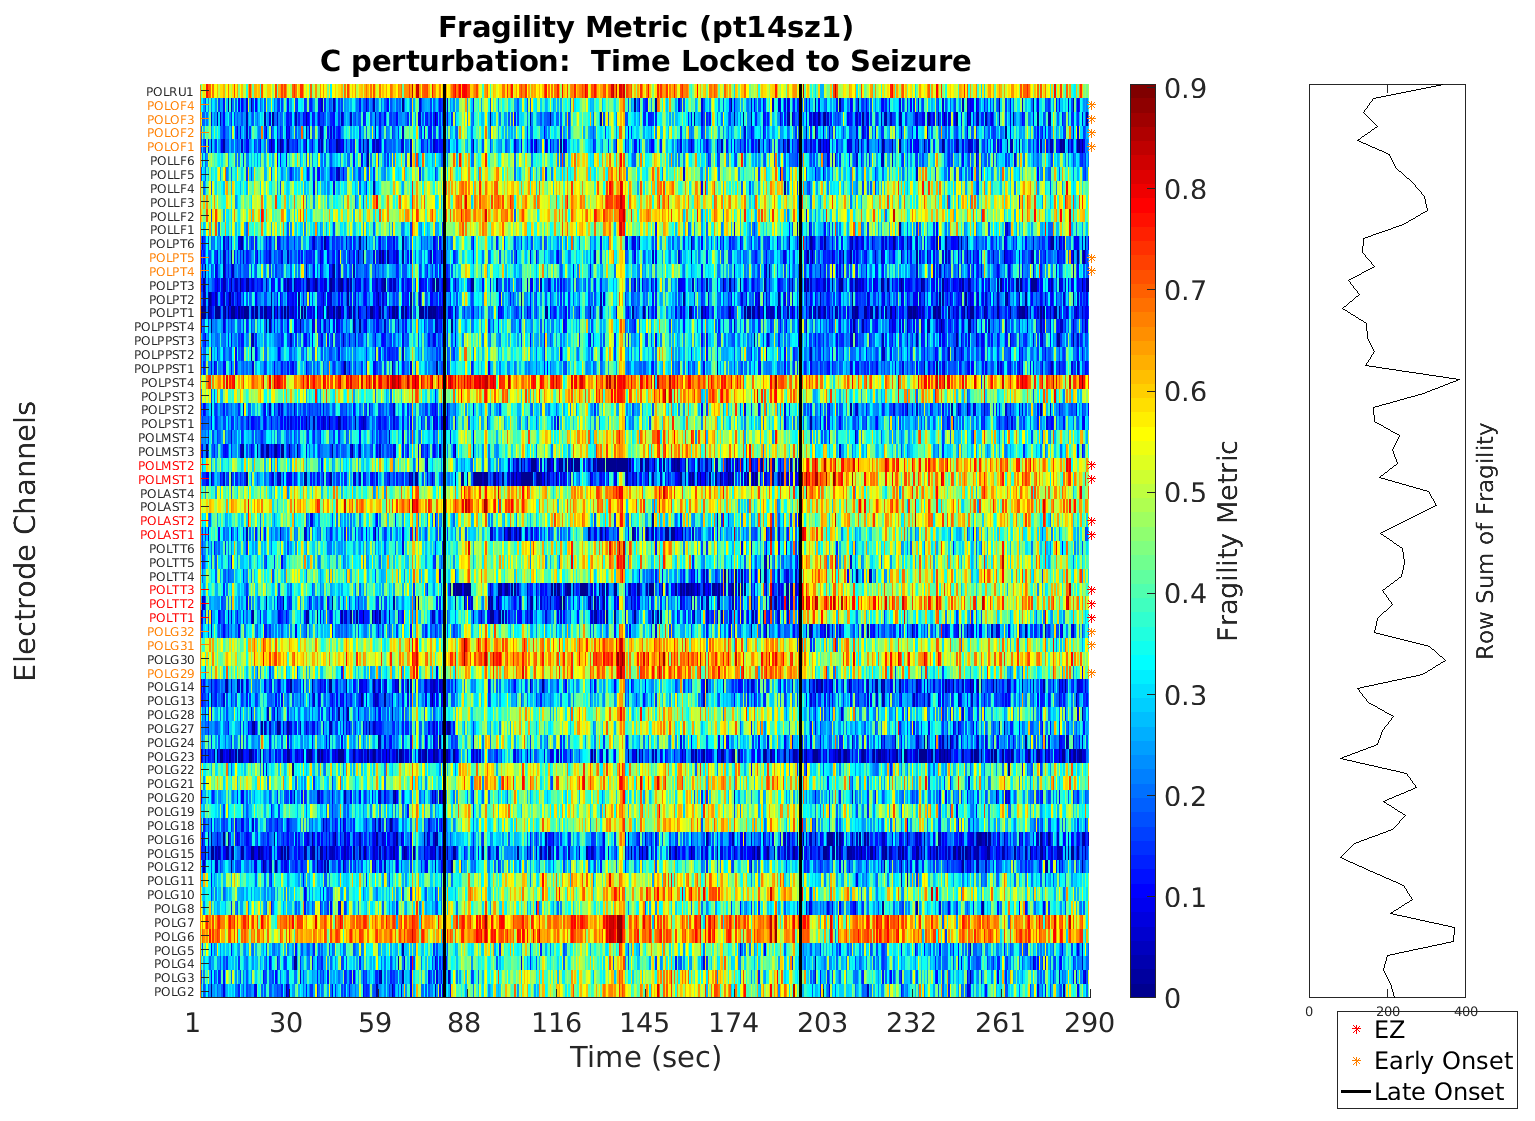 Fragility Metric (pt14sz1)
C perturbation: Time Locked to Seizure
Electrode Channels
POLRU1
POLOF4
POLOF3
POLOF2
POLOF1
POLLF6
POLLF5
POLLF4
POLLF3
POLLF2
POLLF1
POLPT6
POLPT5
POLPT4
POLPT3
POLPT2
POLPT1
POLPPST4
POLPPST3
POLPPST2
POLPPST1
POLPST4
POLPST3
POLPST2
POLPST1
POLMST4
POLMST3
POLMST2
POLMST1
POLAST4
POLAST3
POLAST2
POLAST1
POLTT6
POLTT5
POLTT4
POLTT3
POLTT2
POLTT1
POLG32
POLG31
POLG30
POLG29
POLG14
POLG13
POLG28
POLG27
POLG24
POLG23
POLG22
POLG21
POLG20
POLG19
POLG18
POLG16
POLG15
POLG12
POLG11
POLG10
POLG8
POLG7
POLG6
POLG5
POLG4
POLG3
POLG2
1 30 59 88 116 145 174 203 232 261 290
Time (sec)
0.9
0.8
0.7
0.6
0.5
0.4
0.3
0.2
0.1
0
Fragility Metric
0 200 400
Row Sum of Fragility
EZ
Early Onset
Late Onset